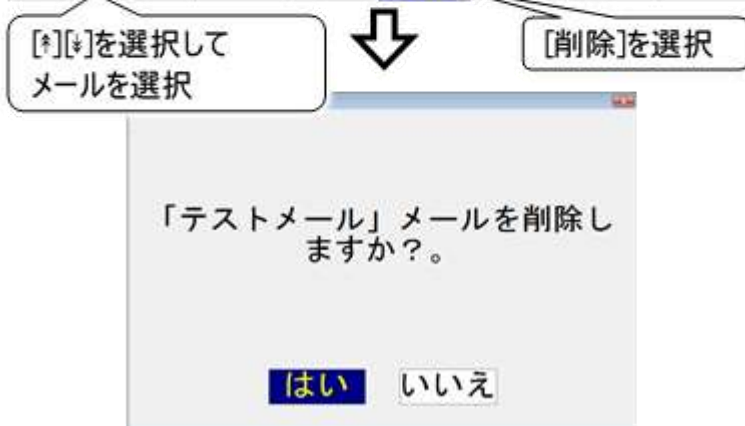 [↟][↡]を選択して
メールを選択
[削除]を選択
「テストメール」メールを削除し
ますか？。
はい
いいえ